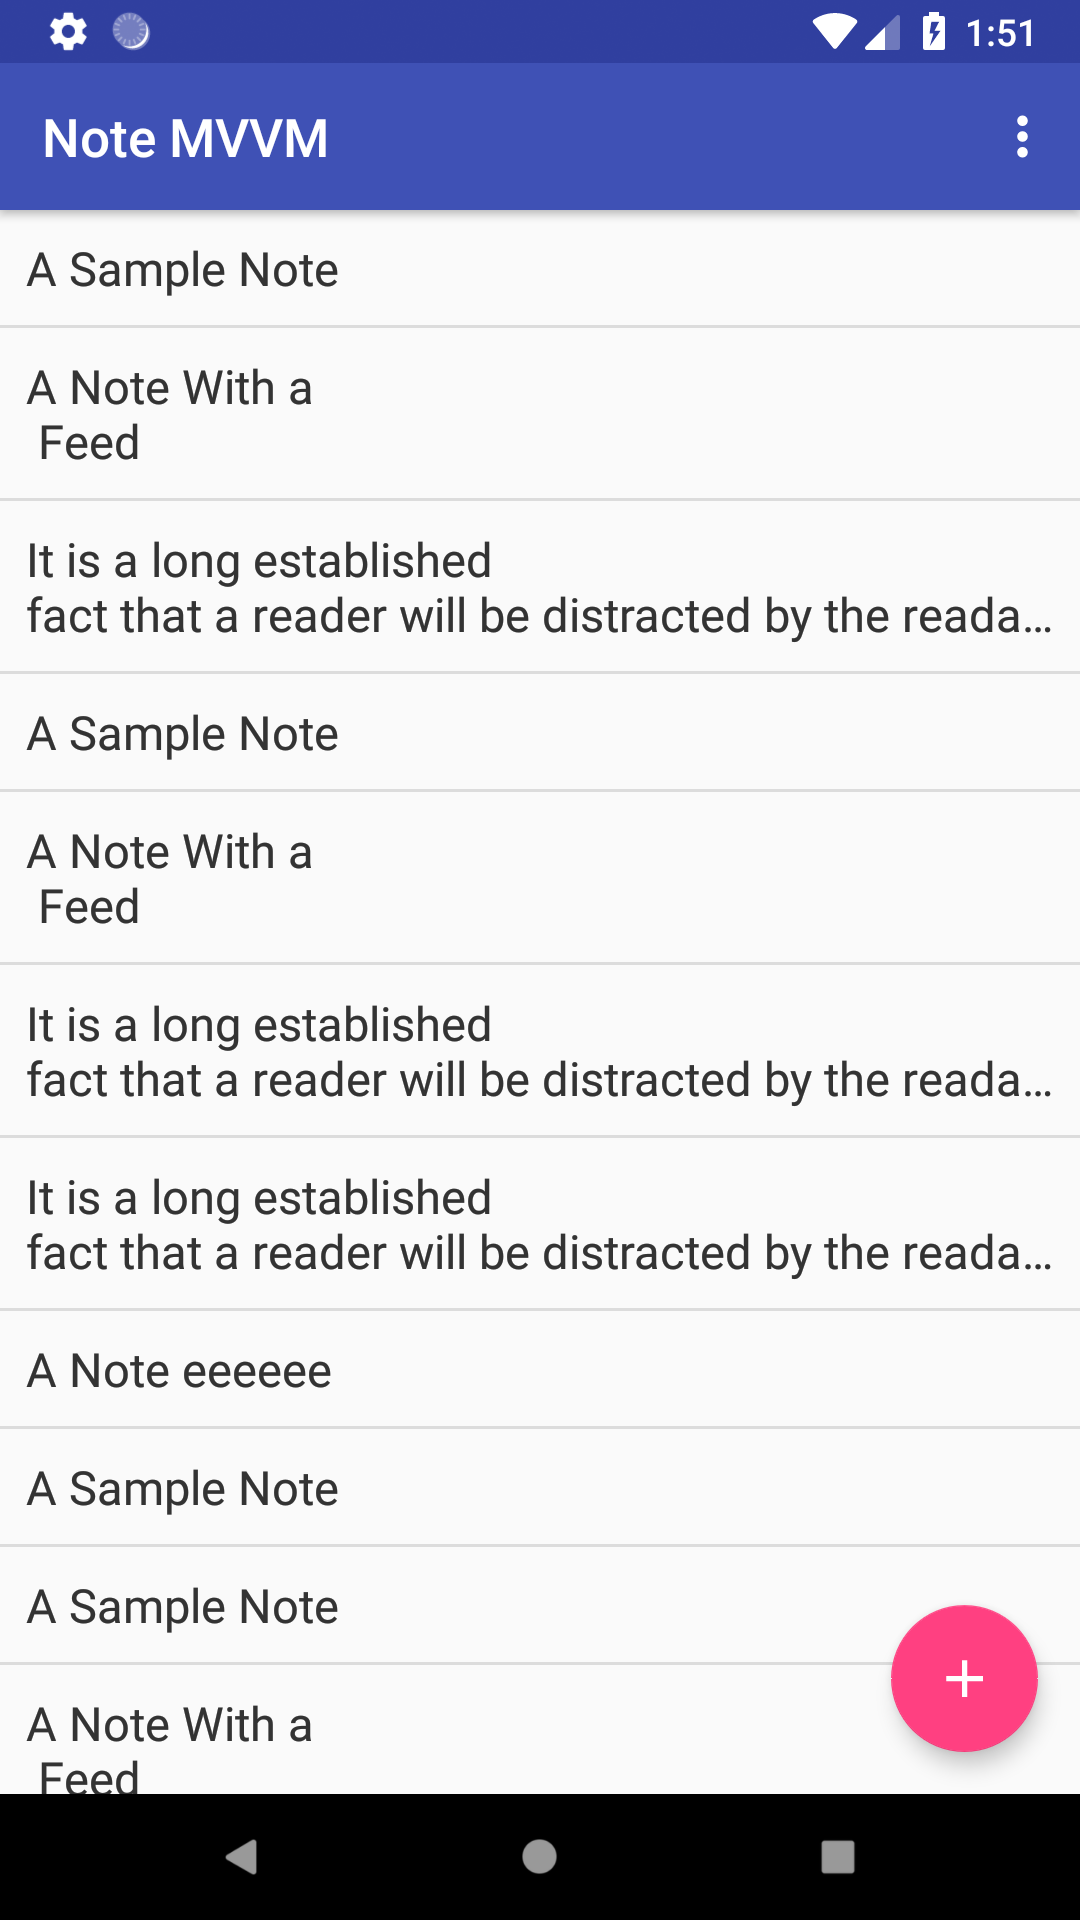 1:51
Note MVVM
A Sample Note
A Note With a
Feed
It is a long established
fact that a reader will be distracted by the reada...
A Sample Note
A Note With a
Feed
It is a long established
fact that a reader will be distracted by the reada...
It is a long established
fact that a reader will be distracted by the reada...
A Note eeeeee
A Sample Note
A Sample Note
A Note With a
Feed